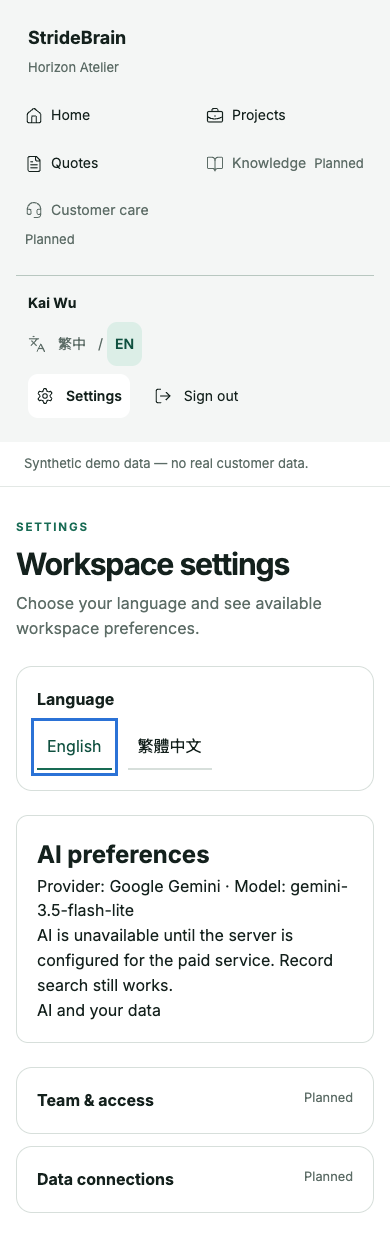 StrideBrain
Horizon Atelier
Home
Projects
Quotes
Knowledge Planned
Customer care
Planned
Kai Wu
繁中 / EN
Settings
Sign out
Synthetic demo data — no real customer data.
SETTINGS
Workspace settings
Choose your language and see available
workspace preferences.
Language
English
繁體中文
AI preferences
Provider: Google Gemini · Model: gemini-
3.5-flash-lite
AI is unavailable until the server is
configured for the paid service. Record
search still works.
AI and your data
Team & access
Planned
Data connections
Planned